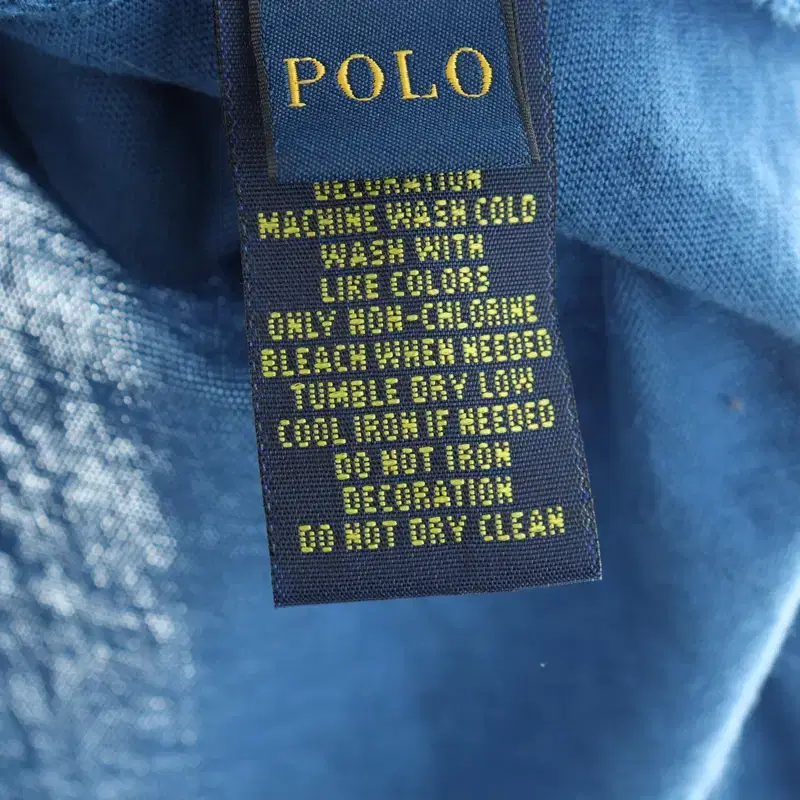 POLO
DECORATION
MACHINE WASH COLD
WASH WITH
LIKE COLORS
ONLY NON-CHLORINE
BLEACH WHEN NEEDED
TUMBLE DRY LOW
COOL IRON IF NEEDED
DO NOT IRON
DECORATION
DO NOT DRY CLEAN